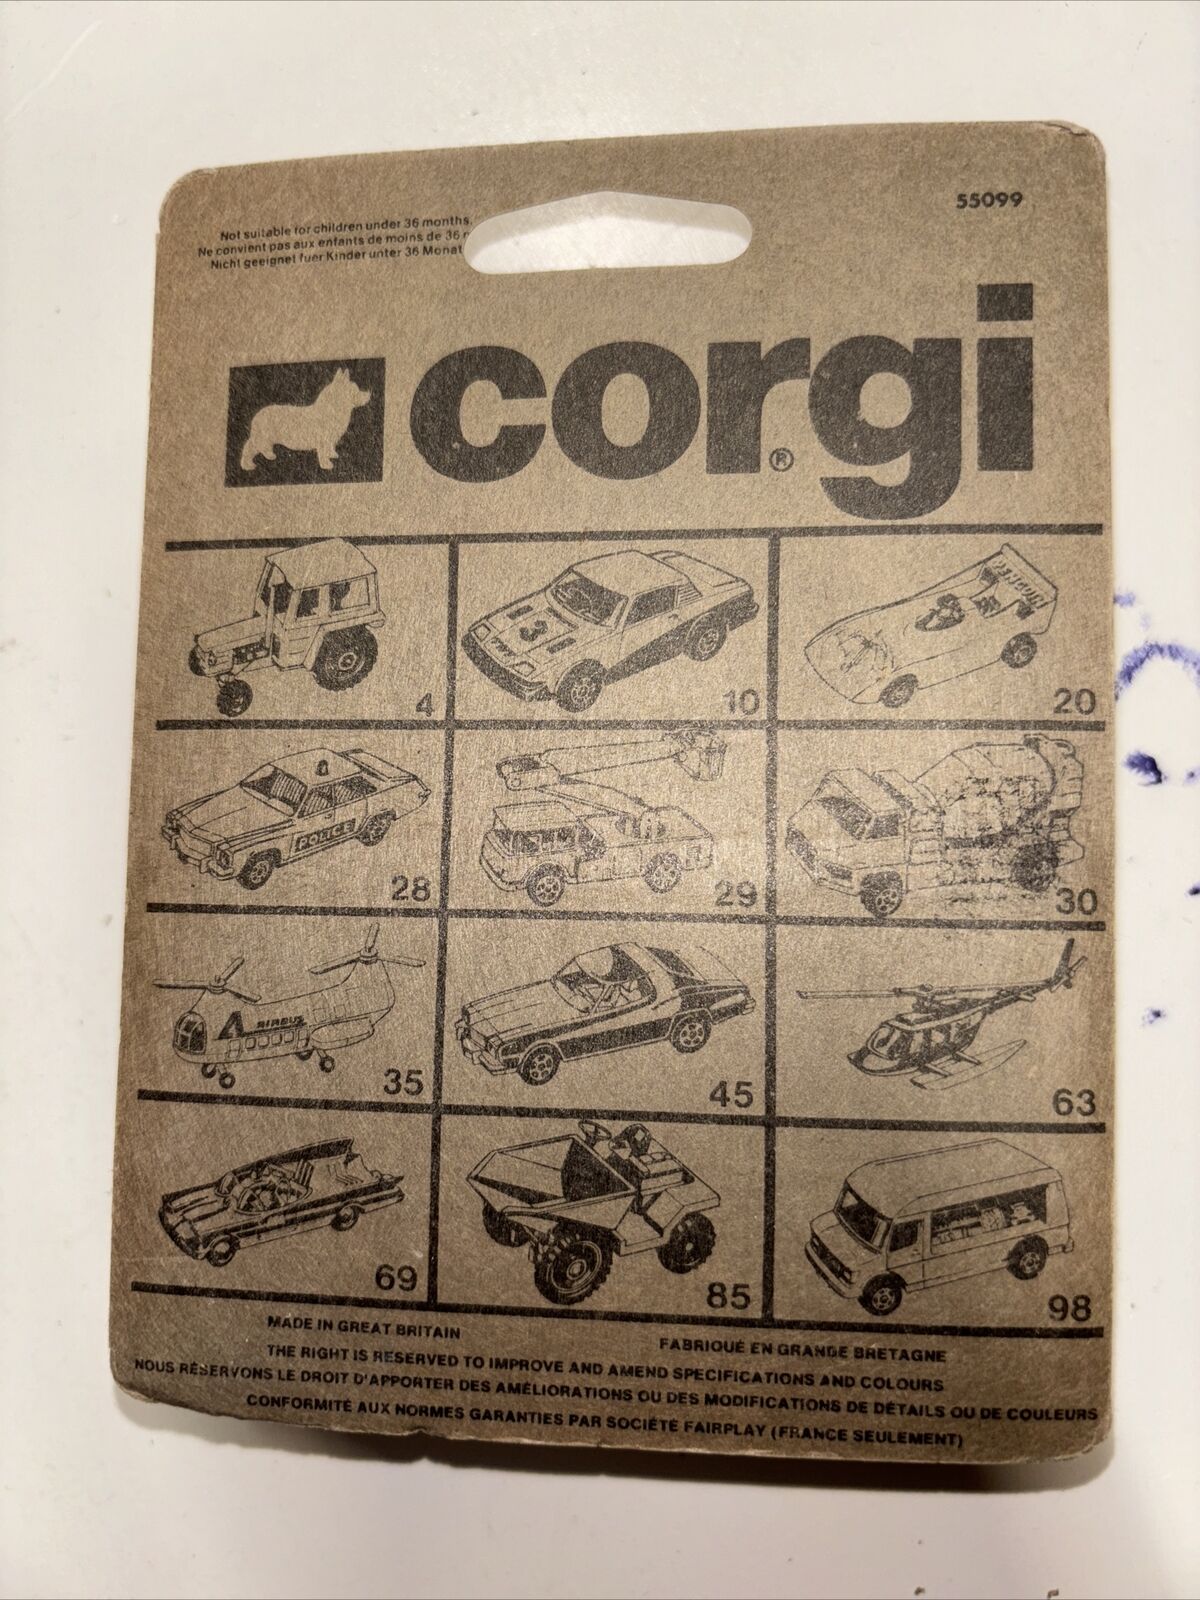 55099
Not suitable for children under 36 months.
Ne convient pas aux enfants de moins de 36
Nicht geeignet fuer Kinder unter 36 Monat
corgi
®
3
4
10
20
POLICE
28
29
30
AIRBUS
35
45
63
69
85
98
MADE IN GREAT BRITAIN
FABRIQUÉ EN GRANDE BRETAGNE
THE RIGHT IS RESERVED TO IMPROVE AND AMEND SPECIFICATIONS AND COLOURS
NOUS RÉSERVONS LE DROIT D'APPORTER DES AMÉLIORATIONS OU DES MODIFICATIONS DE DÉTAILS OU DE COULEURS
CONFORMITÉ AUX NORMES GARANTIES PAR SOCIÉTÉ FAIRPLAY (FRANCE SEULEMENT)